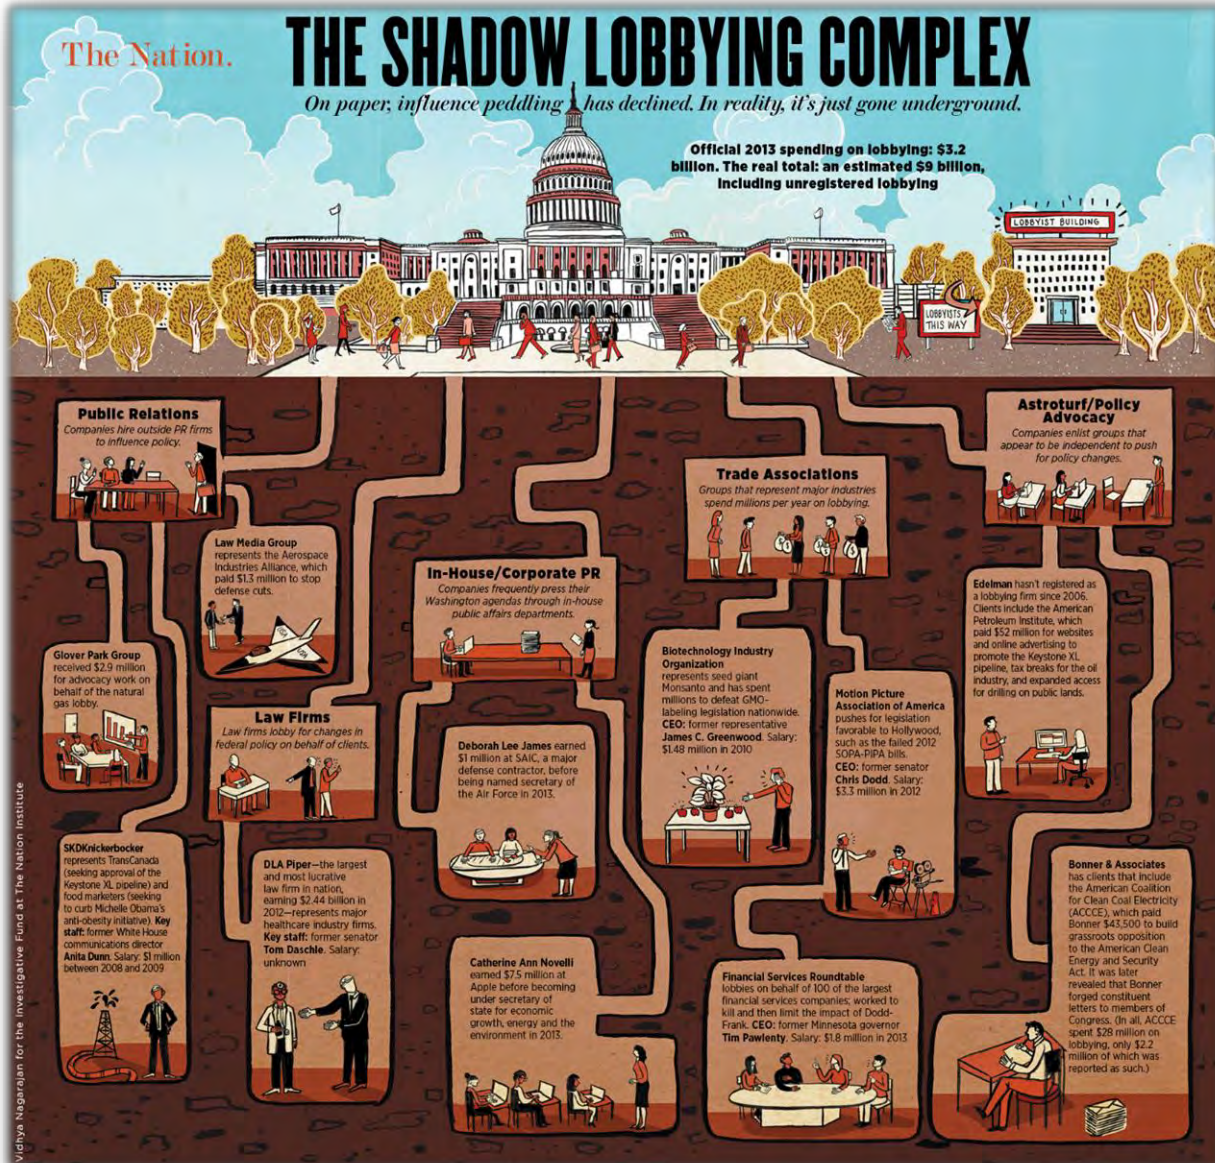 The Nation.
THE SHADOW LOBBYING COMPLEX
On paper, influence peddling has declined. In reality, it's just gone underground.
Official 2013 spending on lobbying: $3.2
billion. The real total: an estimated $9 billion,
including unregistered lobbying
LOBBYIST BUILDING
LOBBYISTS
THIS WAY
Public Relations
Companies hire outside PR firms
to influence policy.
Law Media Group
represents the Aerospace
Industries Alliance, which
paid $1.3 million to stop
defense cuts.
Glover Park Group
received $2.9 million
for advocacy work on
behalf of the natural
gas lobby.
SKDKnickerbocker
represents TransCanada
(seeking approval of the
Keystone XL pipeline) and
food marketers (seeking
to curb Michelle Obama's
anti-obesity initiative). Key
staff: former White House
communications director
Anita Dunn. Salary: $1 million
between 2008 and 2009
Law Firms
Law firms lobby for changes in
federal policy on behalf of clients.
DLA Piper—the largest
and most lucrative
law firm in nation,
earning $2.44 billion in
2012—represents major
healthcare industry firms.
Key staff: former senator
Tom Daschle. Salary:
unknown
In-House/Corporate PR
Companies frequently press their
Washington agendas through in-house
public affairs departments.
Deborah Lee James earned
$1 million at SAIC, a major
defense contractor, before
being named secretary of
the Air Force in 2013.
Catherine Ann Novelli
earned $7.5 million at
Apple before becoming
under secretary of
state for economic
growth, energy and the
environment in 2013.
Trade Associations
Groups that represent major industries
spend millions per year on lobbying.
Biotechnology Industry
Organization
represents seed giant
Monsanto and has spent
millions to defeat GMO-
labeling legislation nationwide.
CEO: former representative
James C. Greenwood. Salary:
$1.48 million in 2010
Motion Picture
Association of America
pushes for legislation
favorable to Hollywood,
such as the failed 2012
SOPA-PIPA bills.
CEO: former senator
Chris Dodd. Salary:
$3.3 million in 2012
Financial Services Roundtable
lobbies on behalf of 100 of the largest
financial services companies; worked to
kill and then limit the impact of Dodd-
Frank. CEO: former Minnesota governor
Tim Pawlenty. Salary: $1.8 million in 2013
Astroturf/Policy
Advocacy
Companies enlist groups that
appear to be independent to push
for policy changes.
Edelman hasn't registered as
a lobbying firm since 2006.
Clients include the American
Petroleum Institute, which
paid $52 million for websites
and online advertising to
promote the Keystone XL
pipeline, tax breaks for the oil
industry, and expanded access
for drilling on public lands.
Bonner & Associates
has clients that include
the American Coalition
for Clean Coal Electricity
(ACCCE), which paid
Bonner $43,500 to build
grassroots opposition
to the American Clean
Energy and Security
Act. It was later
revealed that Bonner
forged constituent
letters to members of
Congress. (In all, ACCCE
spent $28 million on
lobbying, only $2.2
million of which was
reported as such.)
Vidhya Nagarajan for the Investigative Fund at The Nation Institute